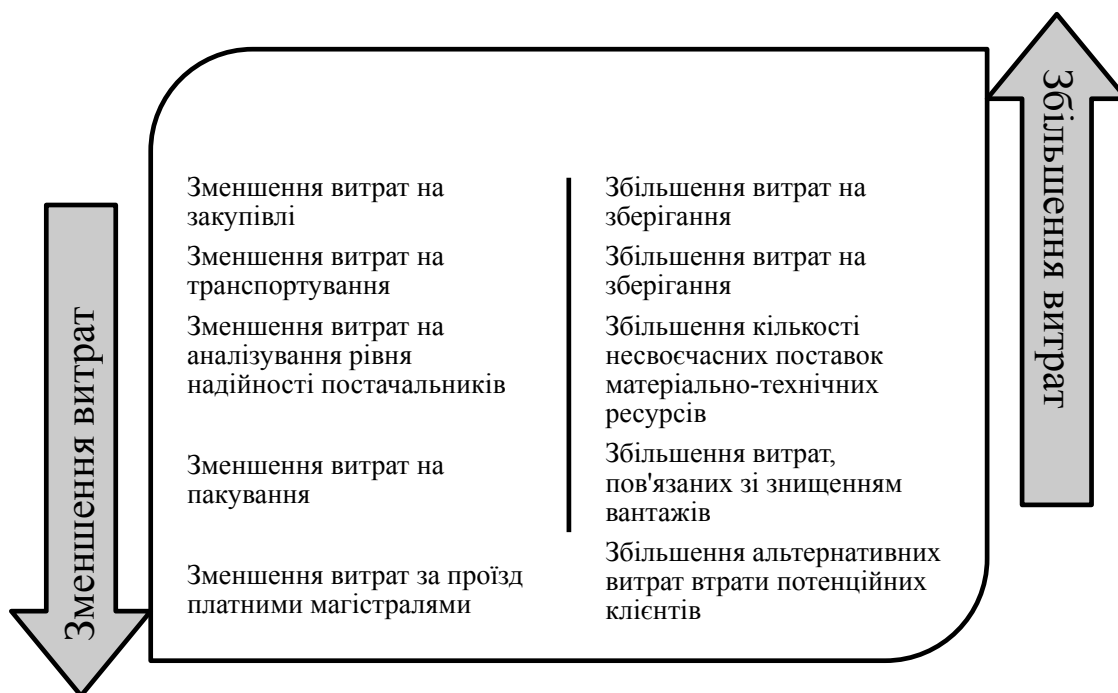 Зменшення витрат
Зменшення витрат на
закупівлі
Зменшення витрат на
транспортування
Зменшення витрат на
аналізування рівня
надійності постачальників
Зменшення витрат на
пакування
Зменшення витрат за проїзд
платними магістралями
Збільшення витрат на
зберігання
Збільшення витрат на
зберігання
Збільшення кількості
несвоєчасних поставок
матеріально-технічних
ресурсів
Збільшення витрат,
пов'язаних зі знищенням
вантажів
Збільшення альтернативних
витрат втрати потенційних
клієнтів
Збільшення витрат